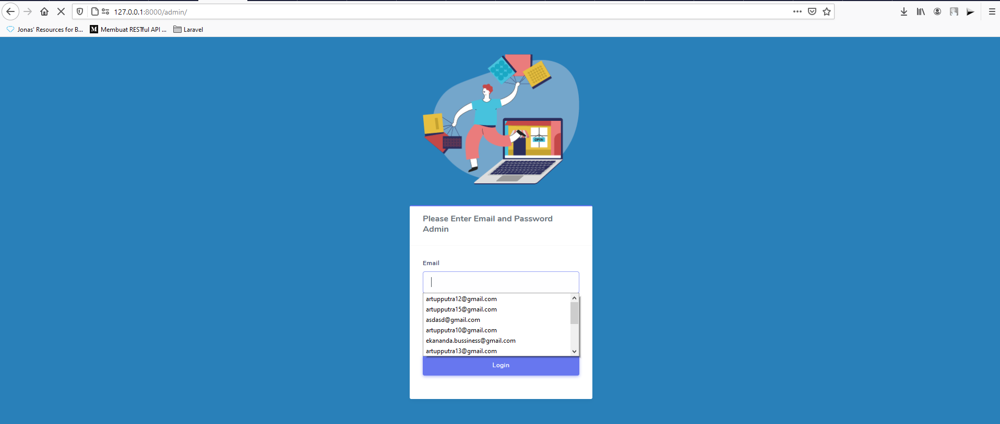 127.0.0.1:8000/admin/
Jonas' Resources for B...
M Membuat RESTful API ...
Laravel
OPEN
Please Enter Email and Password
Admin
Email
artupputra12@gmail.com
artupputra15@gmail.com
asdasd@gmail.com
artupputra10@gmail.com
ekananda.bussiness@gmail.com
artupputra13@gmail.com
Login